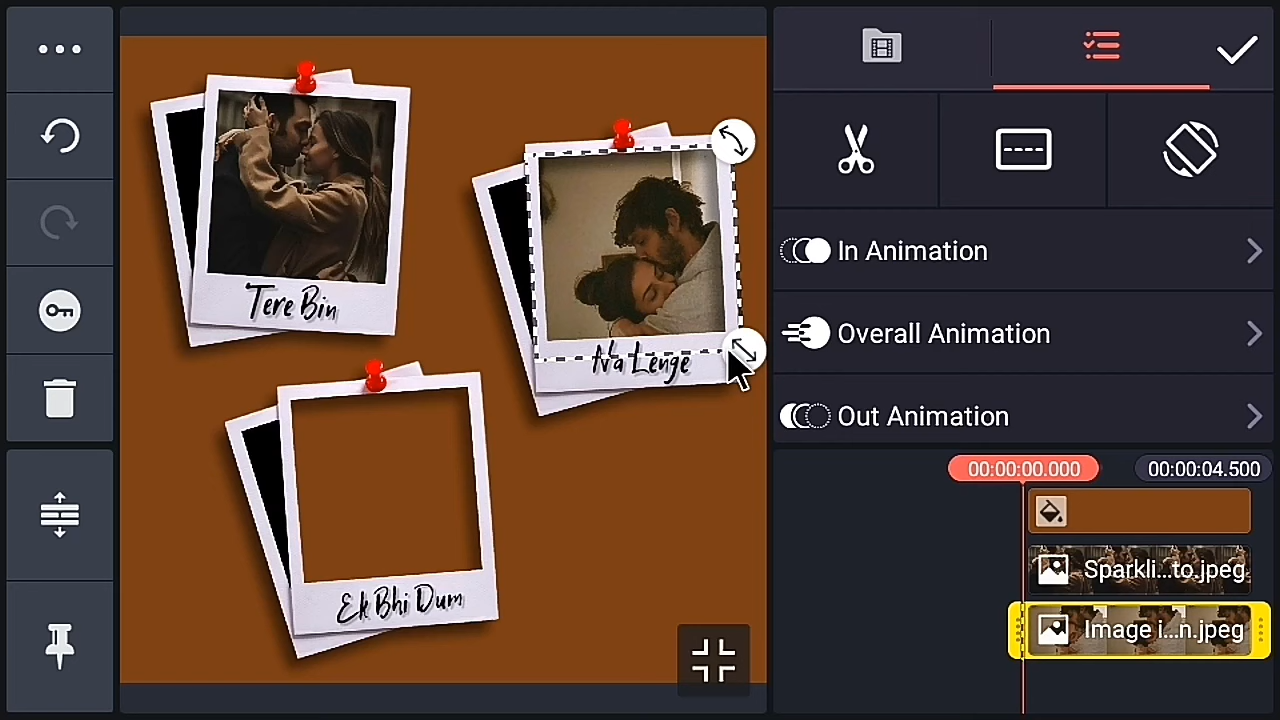 Tere Bin
Na Lenge
Ek Bhi Dum
In Animation
Overall Animation
Out Animation
00:00:00.000
00:00:04.500
Sparkli...to.jpeg
Image i...n.jpeg